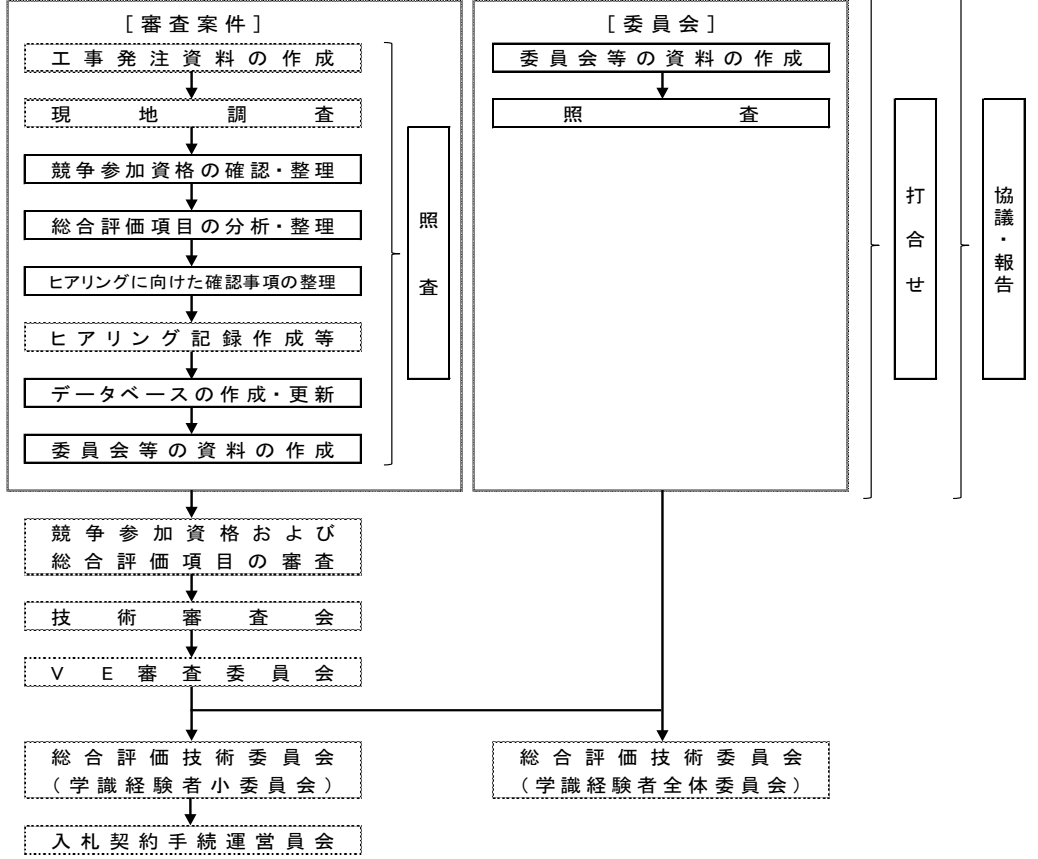 [審査案件]
工事発注資料の作成
現地調査
競争参加資格の確認・整理
総合評価項目の分析・整理
ヒアリングに向けた確認事項の整理
ヒアリング記録作成等
データベースの作成・更新
委員会等の資料の作成
照査
[委員会]
委員会等の資料の作成
照査
打合せ
協議・報告
競争参加資格および
総合評価項目の審査
技術審査会
VE審査委員会
総合評価技術委員会
(学識経験者小委員会)
総合評価技術委員会
(学識経験者全体委員会)
入札契約手続運営員会